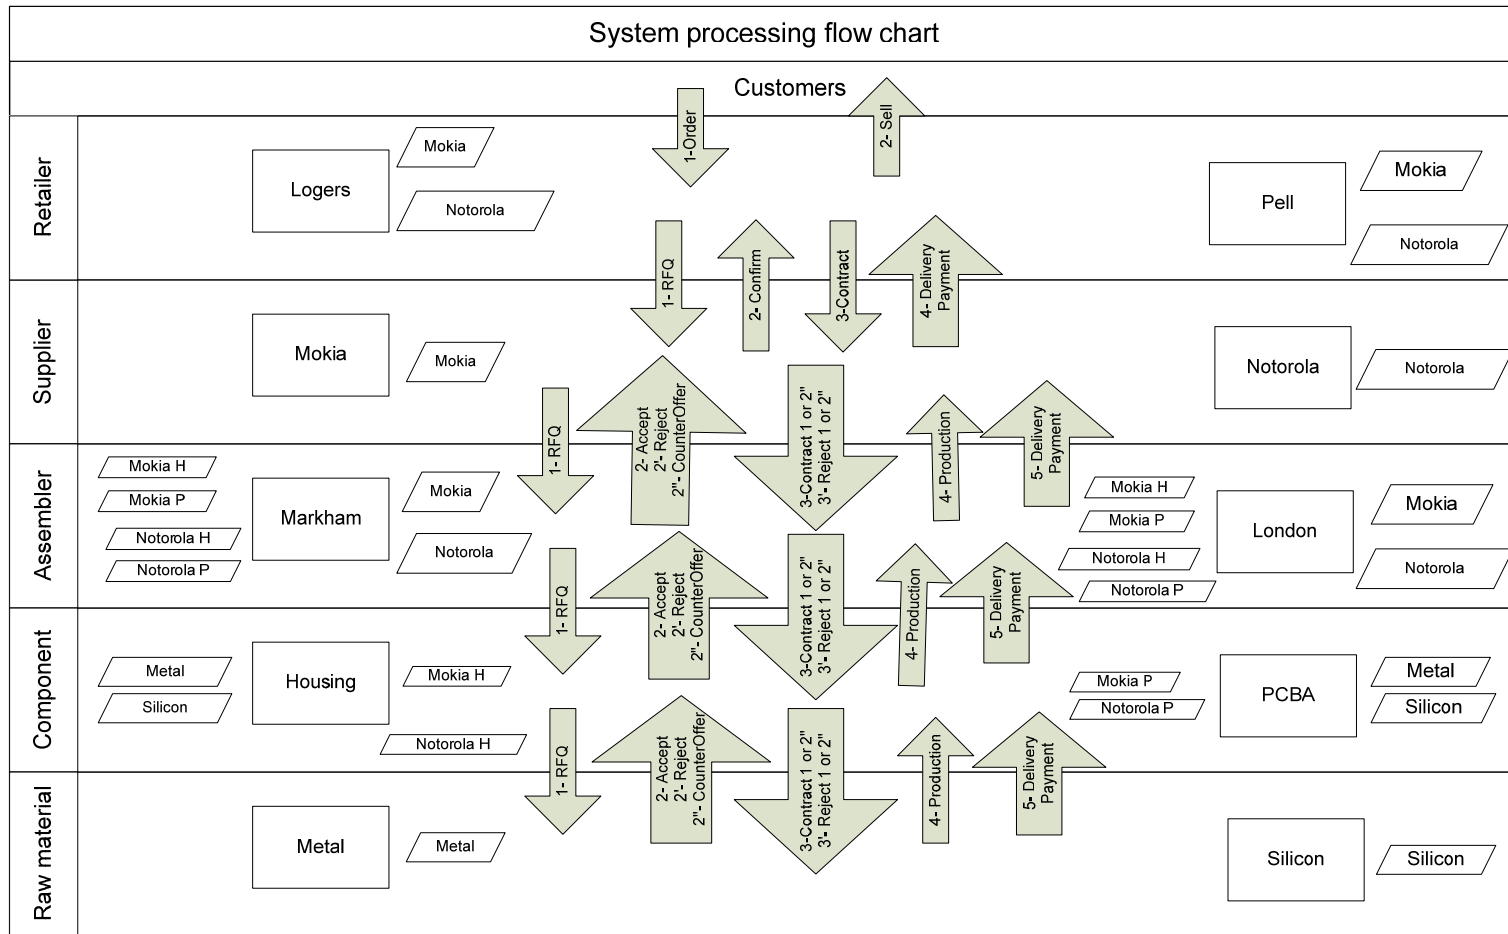 System processing flow chart
Customers
Retailer
Logers
Mokia
Notorola
1-Order
2- Sell
Pell
Mokia
Notorola
1- RFQ
2- Confirm
3-Contract
4- Delivery
Payment
Supplier
Mokia
Mokia
Notorola
Notorola
1- RFQ
2- Accept
2'- Reject
2"- CounterOffer
3-Contract 1 or 2"
3'- Reject 1 or 2"
4- Production
5- Delivery
Payment
Assembler
Mokia H
Mokia P
Notorola H
Notorola P
Markham
Mokia
Notorola
Mokia H
Mokia P
Notorola H
Notorola P
London
Mokia
Notorola
1- RFQ
2- Accept
2'- Reject
2"- CounterOffer
3-Contract 1 or 2"
3'- Reject 1 or 2"
4- Production
5- Delivery
Payment
Component
Metal
Silicon
Housing
Mokia H
Notorola H
Mokia P
Notorola P
PCBA
Metal
Silicon
1- RFQ
2- Accept
2'- Reject
2"- CounterOffer
3-Contract 1 or 2"
3'- Reject 1 or 2"
4- Production
5- Delivery
Payment
Raw material
Metal
Metal
Silicon
Silicon